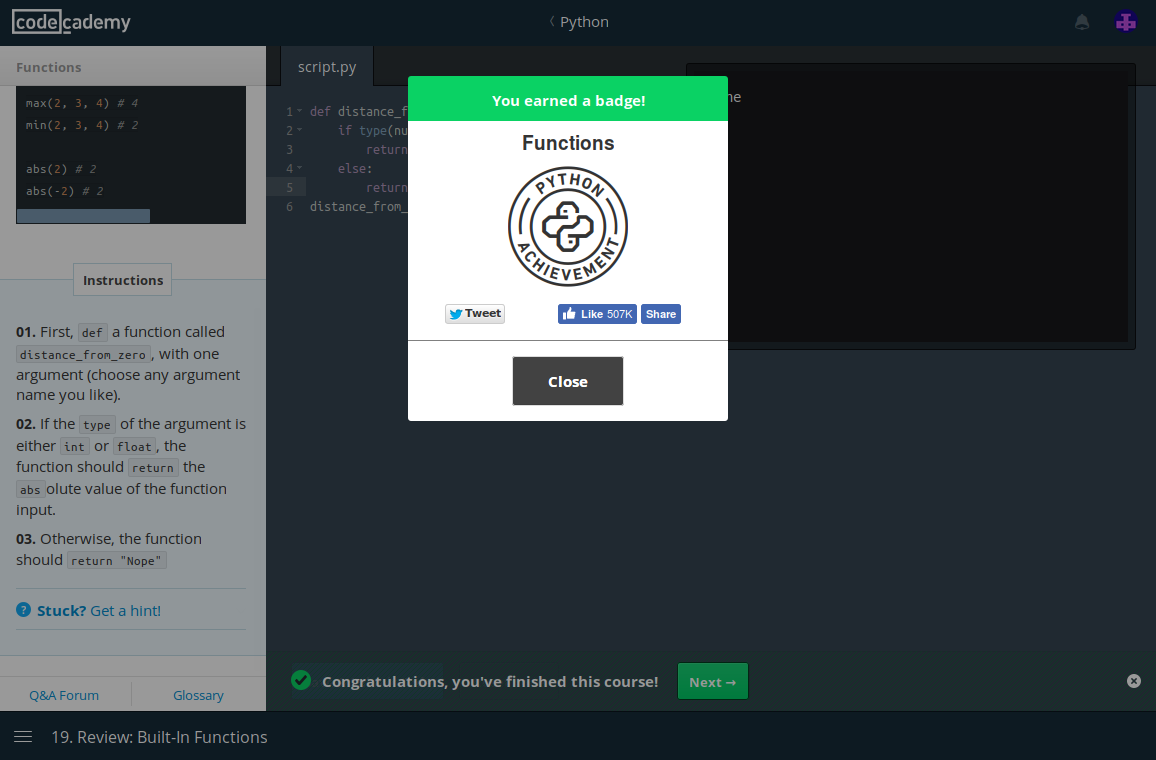 codecademy
Python
Functions
script.py
max(2, 3, 4) # 4
min(2, 3, 4) # 2
abs(2) # 2
abs(-2) # 2
Instructions
01. First, def a function called
distance_from_zero, with one
argument (choose any argument
name you like).
02. If the type of the argument is
either int or float, the
function should return the
absolute value of the function
input.
03. Otherwise, the function
should return "Nope"
? Stuck? Get a hint!
Q&A Forum
Glossary
1 def distance_f
2 if type(nu
3 return
4 else:
5 return
6 distance_from_
ne
You earned a badge!
Functions
PYTHON
ACHIEVEMENT
Tweet
Like 507K
Share
Close
Congratulations, you've finished this course!
Next →
19. Review: Built-In Functions